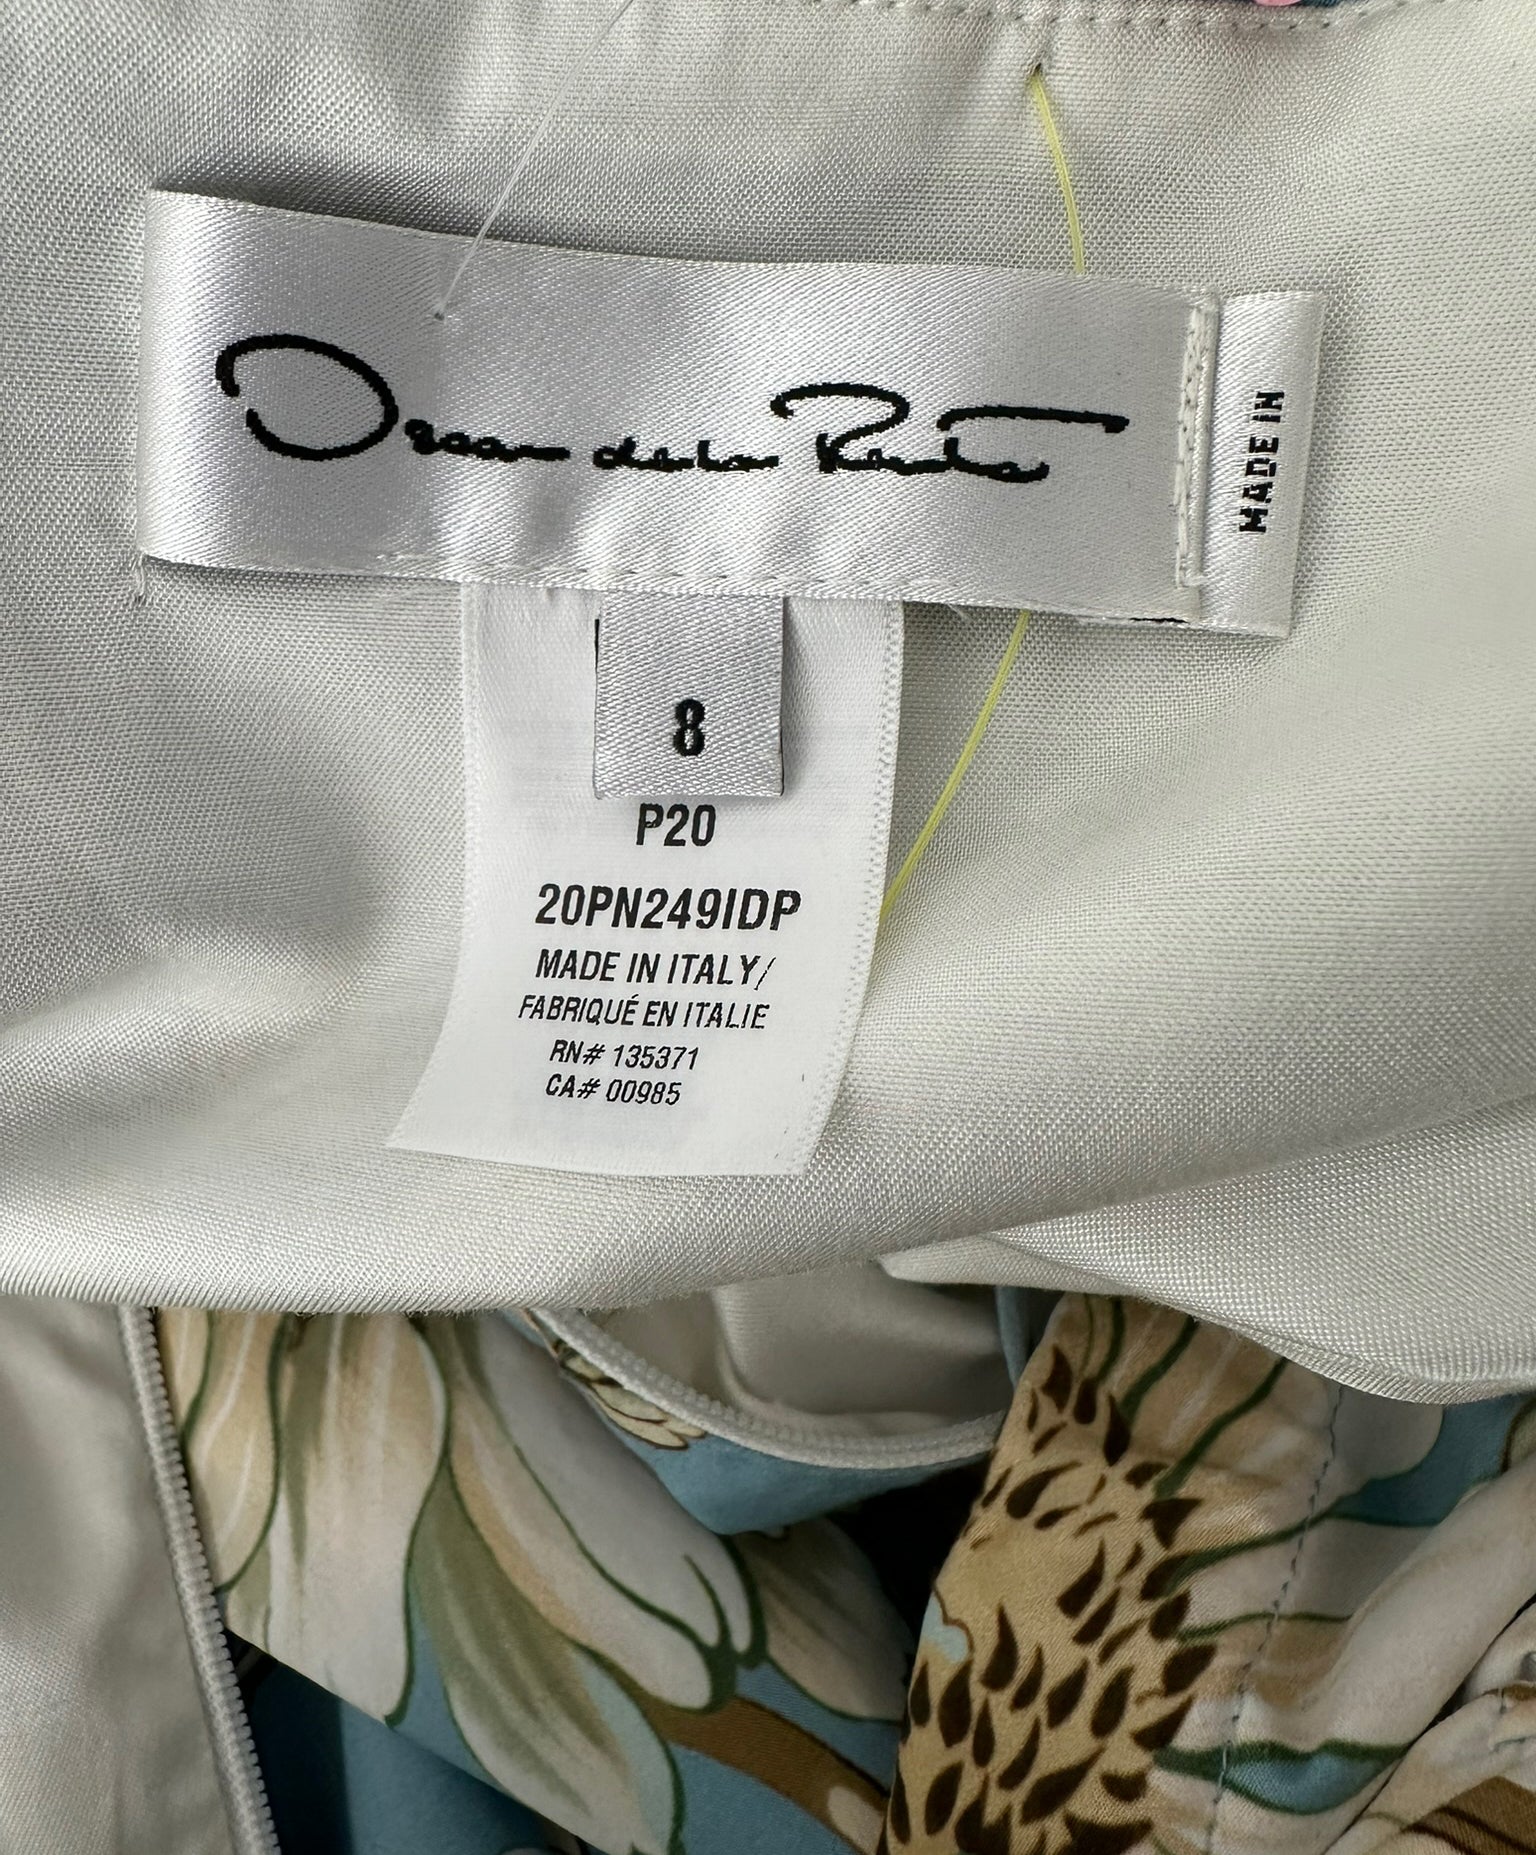 Oscar de la Renta
MADE IN
8
P20
20PN249IDP
MADE IN ITALY/
FABRIQUÉ EN ITALIE
RN# 135371
CA# 00985